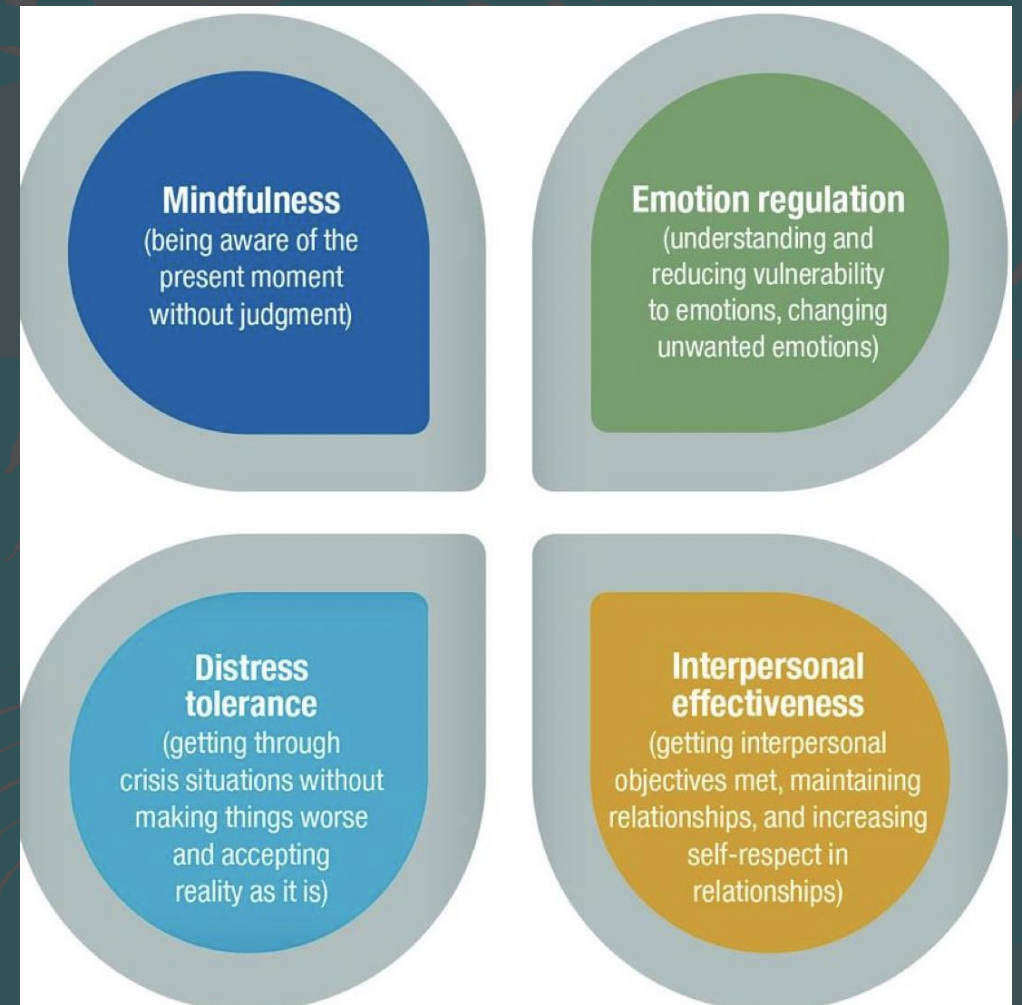 Mindfulness
(being aware of the
present moment
without judgment)
Emotion regulation
(understanding and
reducing vulnerability
to emotions, changing
unwanted emotions)
Distress
tolerance
(getting through
crisis situations without
making things worse
and accepting
reality as it is)
Interpersonal
effectiveness
(getting interpersonal
objectives met, maintaining
relationships, and increasing
self-respect in
relationships)